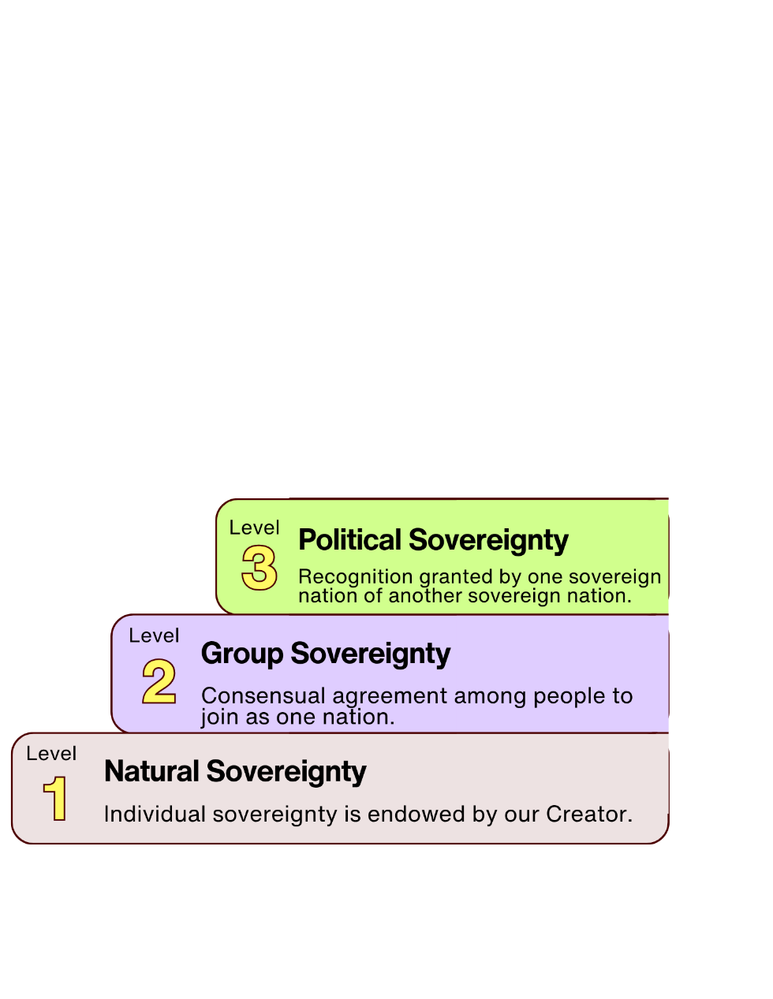 Level
3
Political Sovereignty
Recognition granted by one sovereign
nation of another sovereign nation.
Level
2
Group Sovereignty
Consensual agreement among people to
join as one nation.
Level
1
Natural Sovereignty
Individual sovereignty is endowed by our Creator.